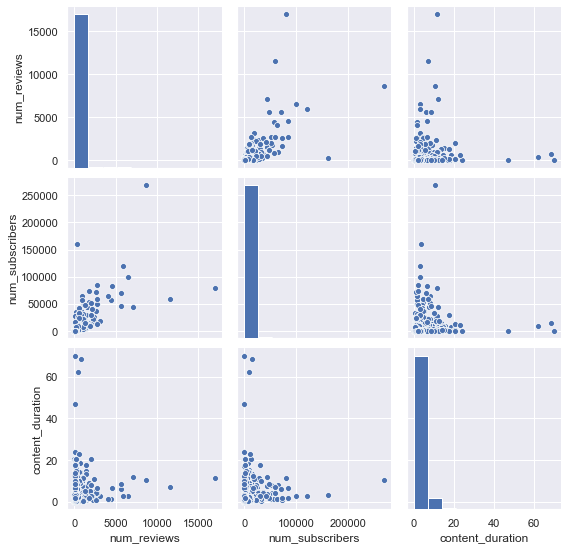 15000
10000
5000
0
num_reviews
250000
200000
150000
100000
50000
0
num_subscribers
60
40
20
0
content_duration
0 5000 10000 15000
0 100000 200000
0 20 40 60
num_reviews
num_subscribers
content_duration